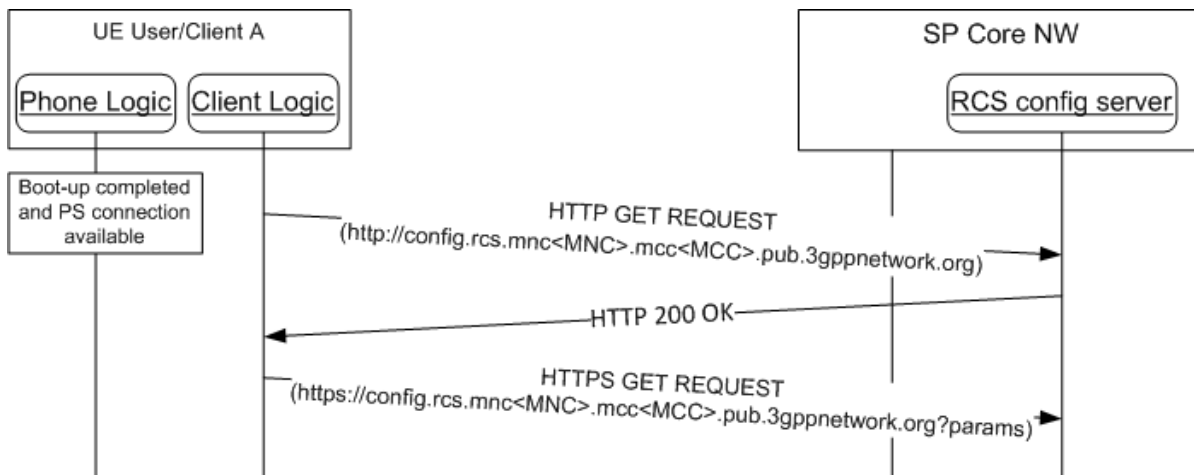 UE User/Client A
SP Core NW
Phone Logic
Client Logic
RCS config server
Boot-up completed
and PS connection
available
HTTP GET REQUEST
(http://config.rcs.mnc<MNC>.mcc<MCC>.pub.3gppnetwork.org)
HTTP 200 OK
HTTPS GET REQUEST
(https://config.rcs.mnc<MNC>.mcc<MCC>.pub.3gppnetwork.org?params)